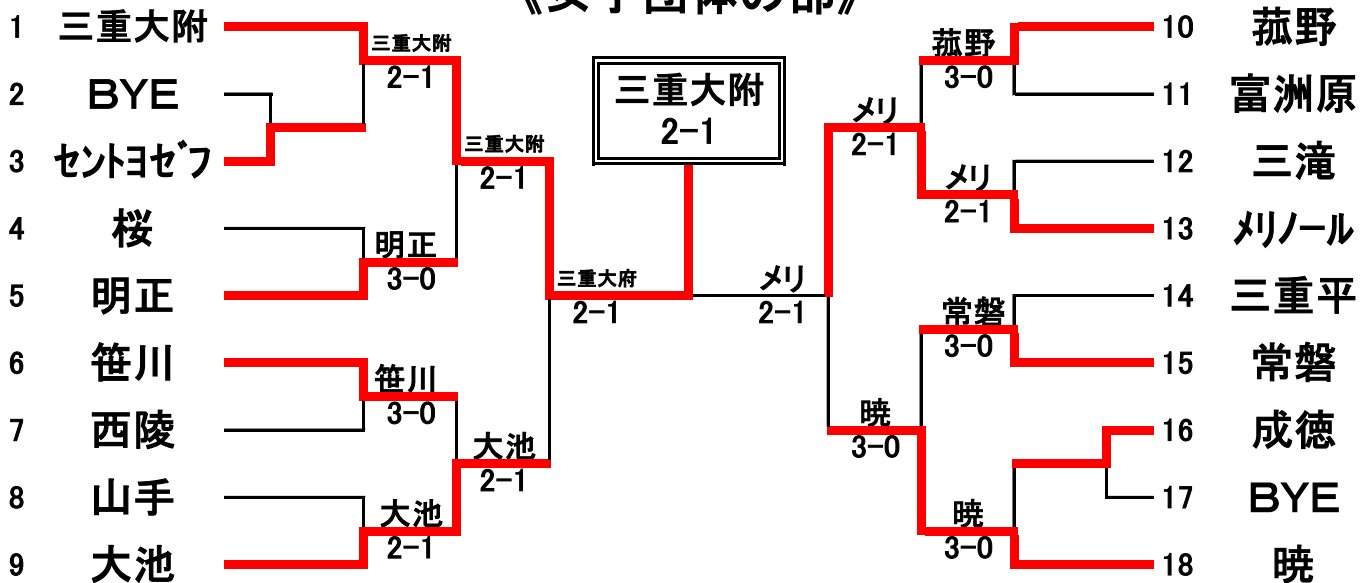 《女子団体の部》
1 三重大附
2 BYE
3 セントヨゼフ
4 桜
5 明正
6 笹川
7 西陵
8 山手
9 大池
三重大附
2-1
明正
3-0
笹川
3-0
大池
2-1
三重大附
2-1
大池
2-1
三重大府
2-1
三重大附
2-1
メリ
2-1
メリ
2-1
暁
3-0
菰野
3-0
メリ
2-1
常磐
3-0
暁
3-0
10 菰野
11 富洲原
12 三滝
13 メリノール
14 三重平
15 常磐
16 成徳
17 BYE
18 暁